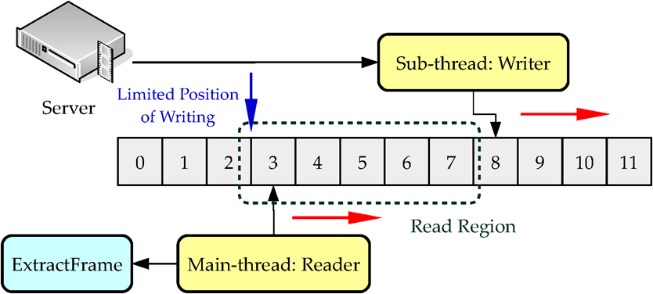 Sub-thread: Writer
Server
Limited Position
of Writing
0 1 2 3 4 5 6 7 8 9 10 11
Read Region
ExtractFrame
Main-thread: Reader